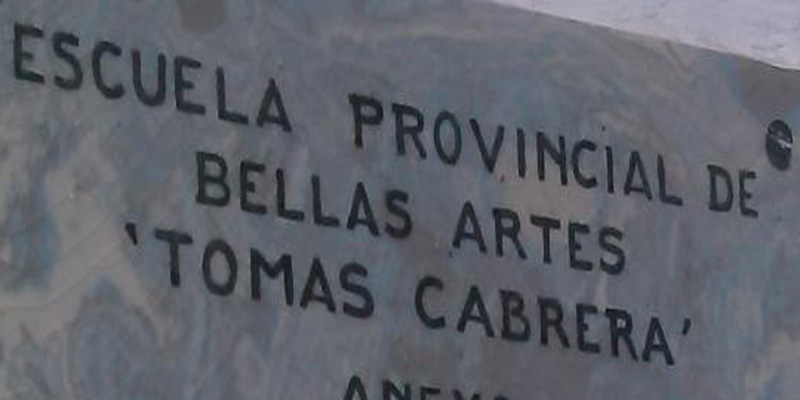 ESCUELA PROVINCIAL DE
BELLAS ARTES
'TOMAS CABRERA'